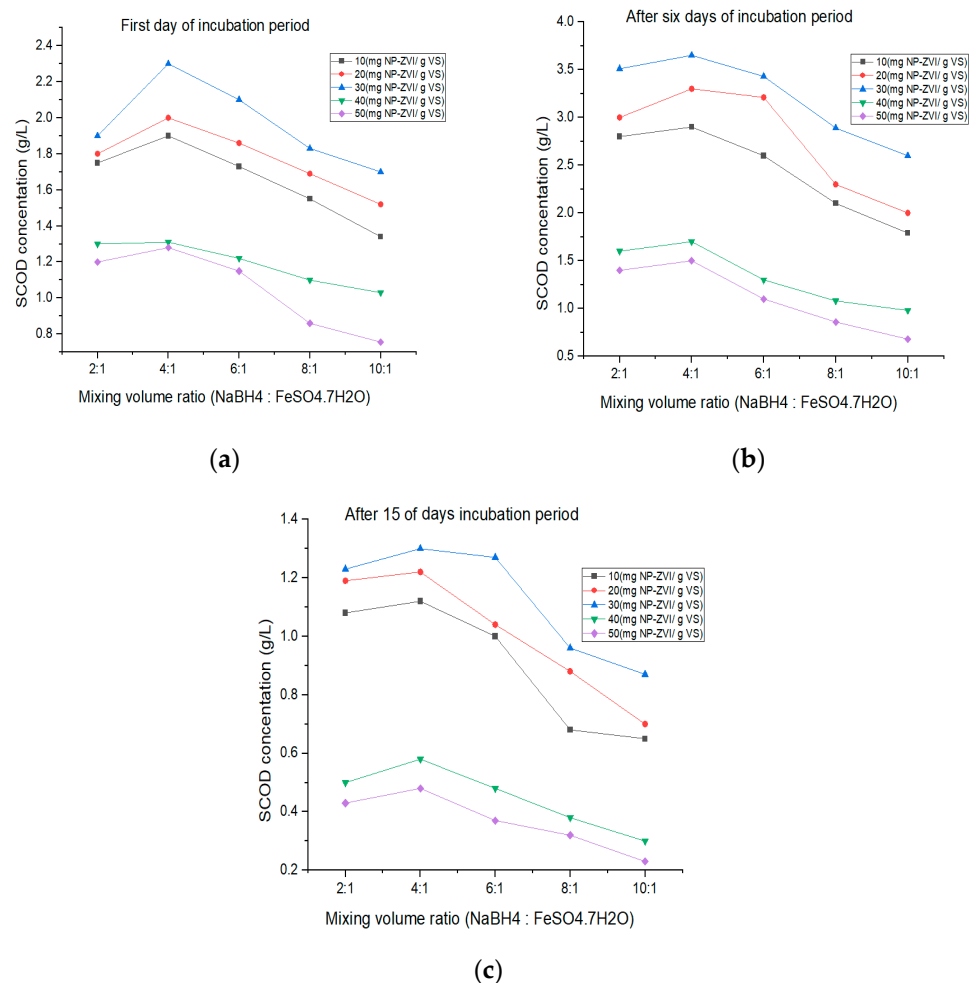 First day of incubation period
2.4
2.2
2.0
1.8
1.6
1.4
1.2
1.0
0.8
SCOD concentration (g/L)
10(mg NP-ZVI/ g VS)
20(mg NP-ZVI/ g VS)
30(mg NP-ZVI/ g VS)
40(mg NP-ZVI/ g VS)
50(mg NP-ZVI/ g VS)
2:1 4:1 6:1 8:1 10:1
Mixing volume ratio (NaBH4 : FeSO4.7H2O)
(a)
After six days of incubation period
4.0
3.5
3.0
2.5
2.0
1.5
1.0
0.5
SCOD concentration (g/L)
10(mg NP-ZVI/ g VS)
20(mg NP-ZVI/ g VS)
30(mg NP-ZVI/ g VS)
40(mg NP-ZVI/ g VS)
50(mg NP-ZVI/ g VS)
2:1 4:1 6:1 8:1 10:1
Mixing volume ratio (NaBH4 : FeSO4.7H2O)
(b)
After 15 of days incubation period
1.4
1.2
1.0
0.8
0.6
0.4
0.2
SCOD concentration (g/L)
10(mg NP-ZVI/ g VS)
20(mg NP-ZVI/ g VS)
30(mg NP-ZVI/ g VS)
40(mg NP-ZVI/ g VS)
50(mg NP-ZVI/ g VS)
2:1 4:1 6:1 8:1 10:1
Mixing volume ratio (NaBH4 : FeSO4.7H2O)
(c)